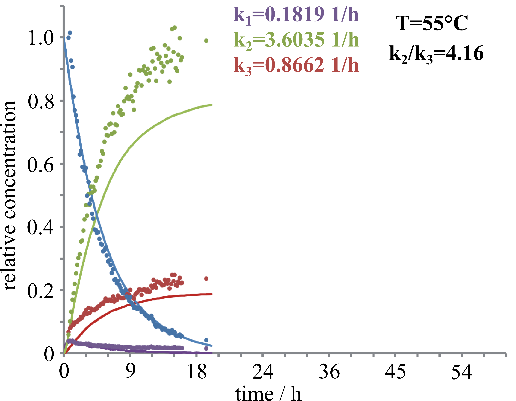 k₁=0.1819 1/h
k₂=3.6035 1/h
k₃=0.8662 1/h
T=55°C
k₂/k₃=4.16
relative concentration
1.0
0.8
0.6
0.4
0.2
0
0 9 18 24 36 48 54
time / h